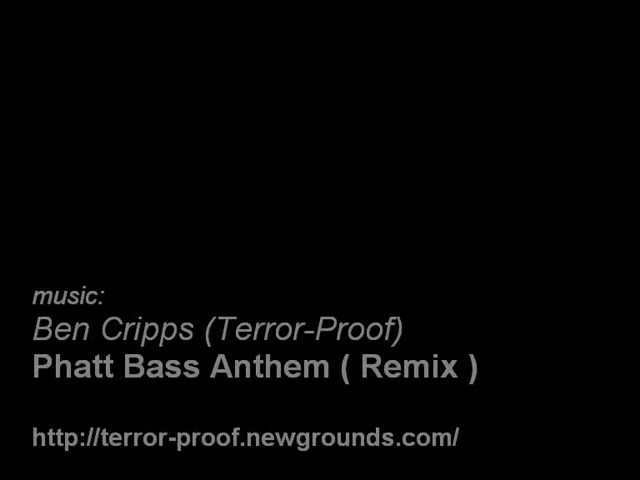 music:
Ben Cripps (Terror-Proof)
Phatt Bass Anthem ( Remix )
http://terror-proof.newgrounds.com/